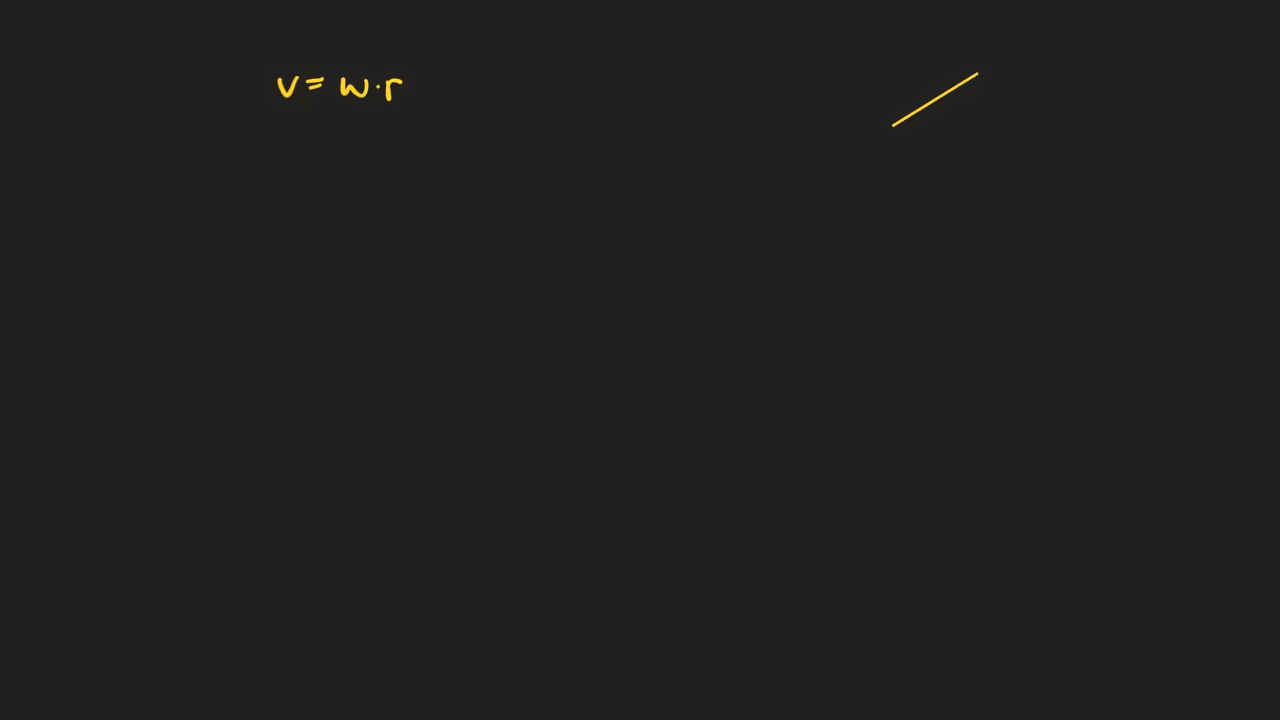 v = w·r